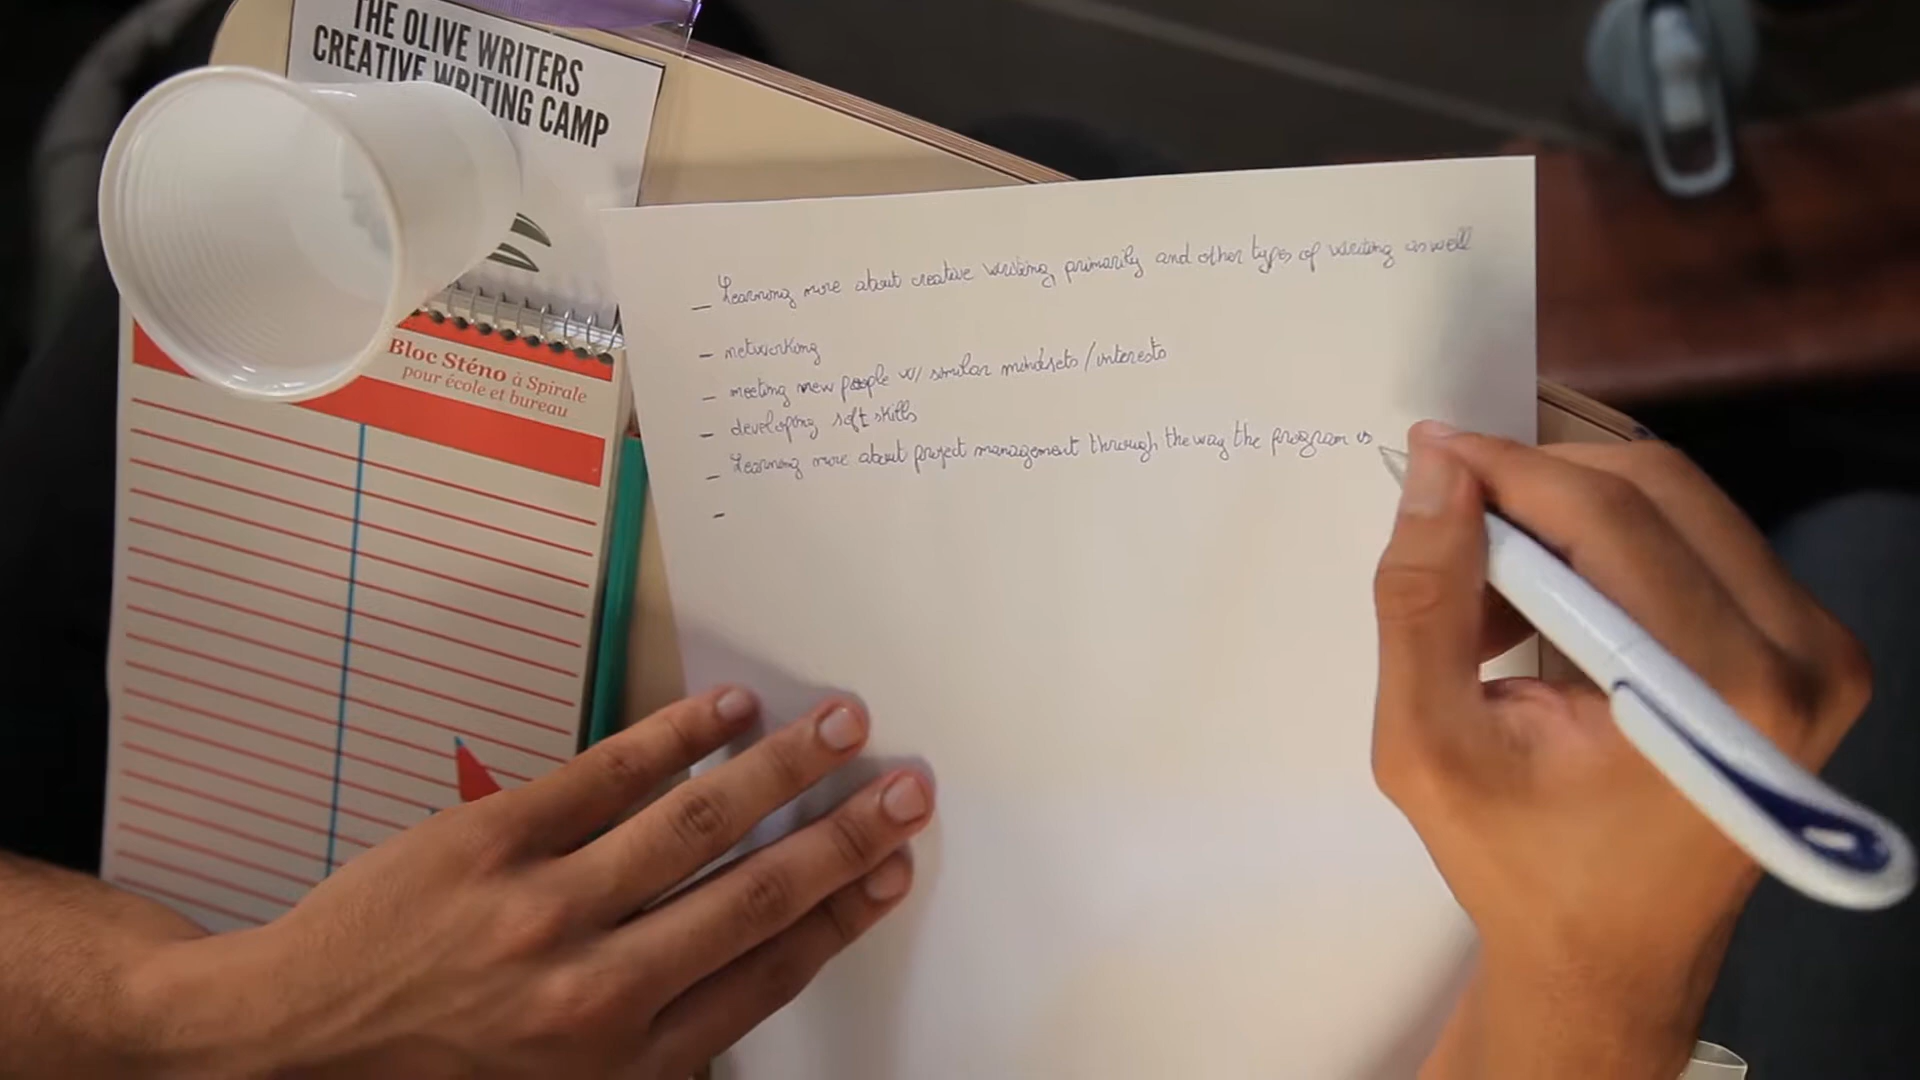 THE OLIVE WRITERS
CREATIVE WRITING CAMP
Bloc Sténo à Spirale
pour école et bureau
_ Learning more about creative writing, primarily and other types of writing as well
_ networking
_ meeting new people w/ similar mindsets / interests
_ developing soft skills
_ Learning more about project management through the way the program is
_